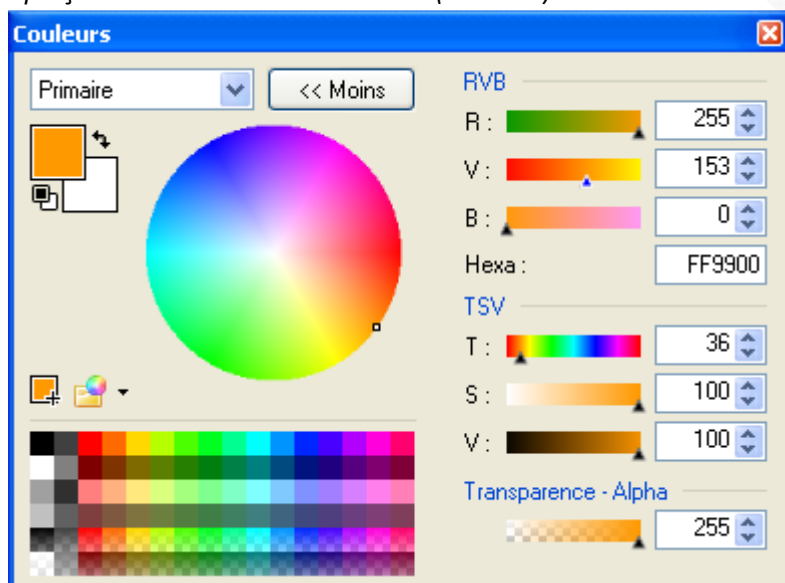 Couleurs
Primaire
<< Moins
RVB
R : 255
V : 153
B : 0
Hexa : FF9900
TSV
T : 36
S : 100
V : 100
Transparence - Alpha
255